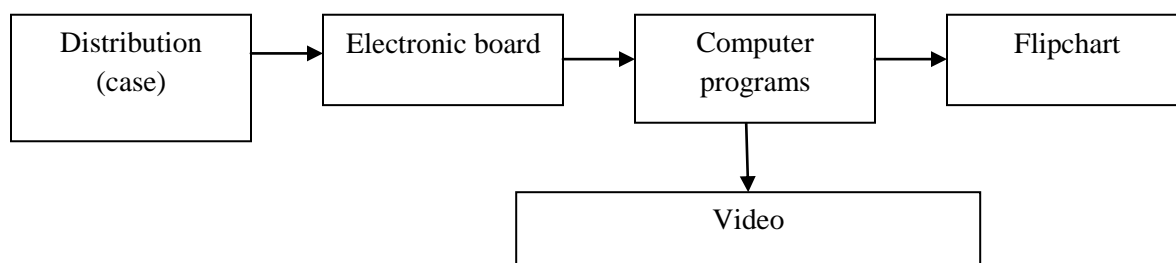 Distribution
(case)
Electronic board
Computer
programs
Flipchart
Video